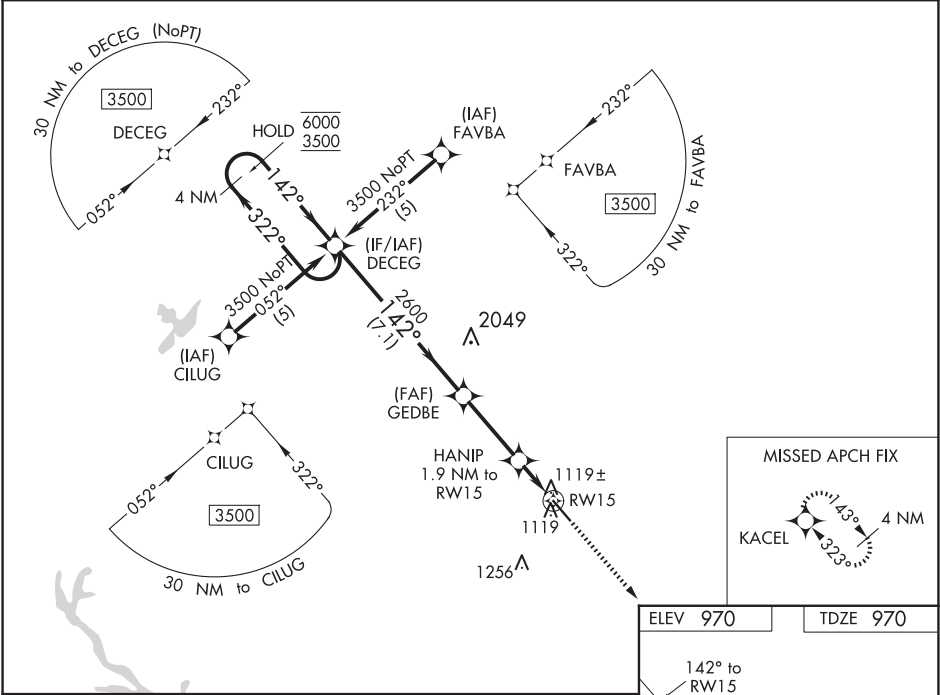 30 NM to DECEG (NoPT)
3500
232°
DECEG
052°
HOLD
6000
3500
4 NM
142°
322°
(IAF)
FAVBA
3500 NoPT
232°
(5)
(IF/IAF)
DECEG
3500 NoPT
052°
(5)
(IAF)
CILUG
232°
FAVBA
3500
322°
30 NM to FAVBA
2600
142°
(7.1)
2049
(FAF)
GEDBE
HANIP
1.9 NM to
RW15
1119±
RW15
1119
1256
CILUG
052°
322°
3500
30 NM to CILUG
MISSED APCH FIX
143°
4 NM
KACEL
323°
ELEV 970
TDZE 970
142° to
RW15